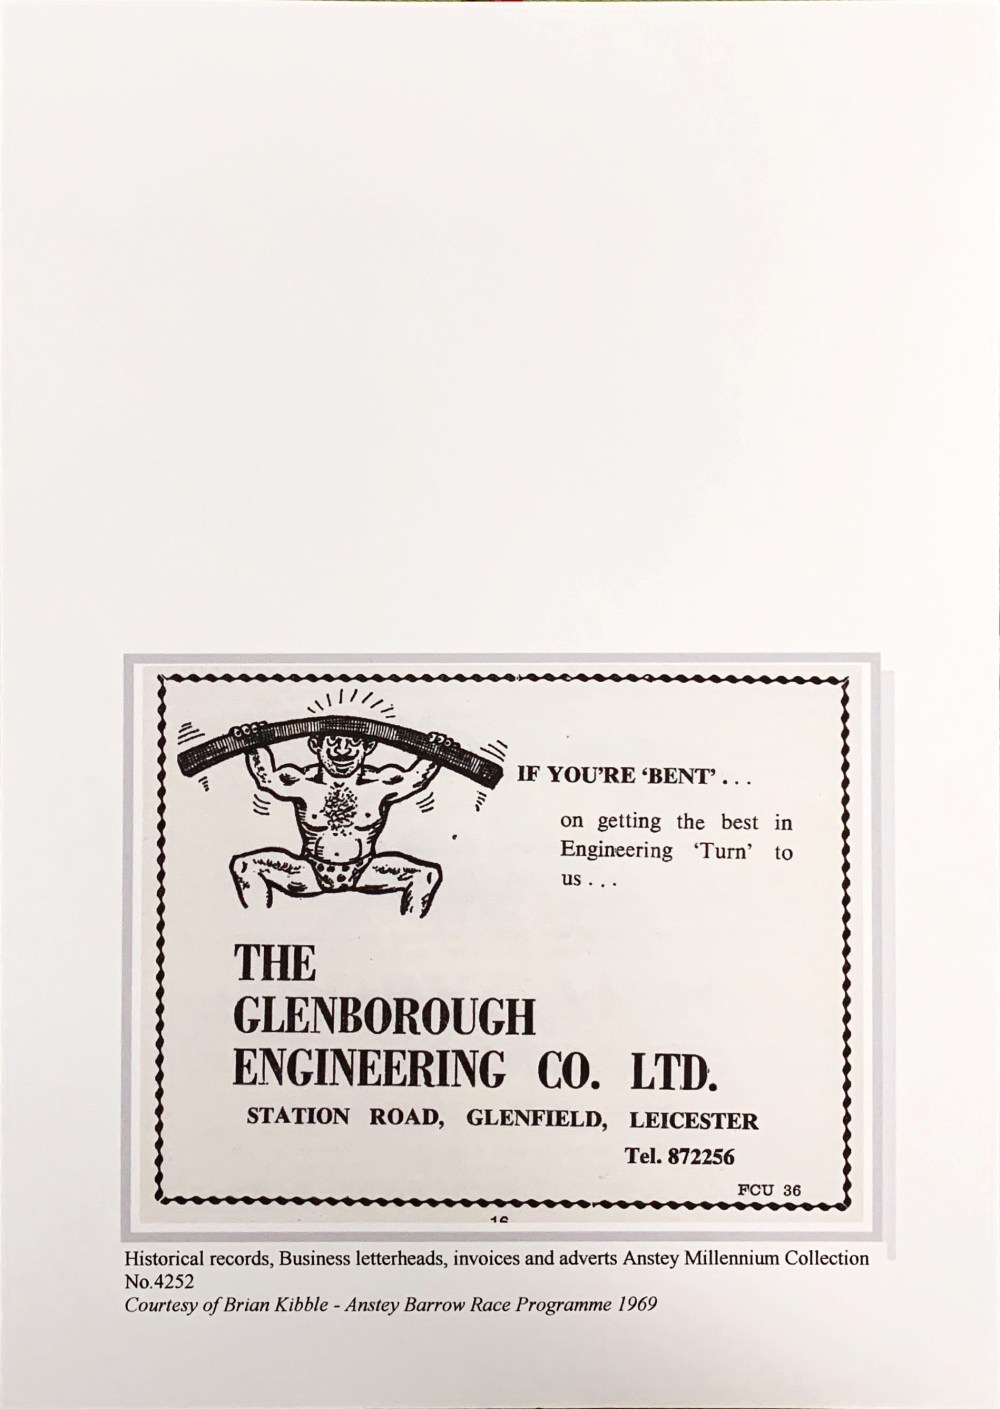 IF YOU'RE ‘BENT’ . . .
on getting the best in
Engineering ‘Turn’ to
us . . .
THE
GLENBOROUGH
ENGINEERING CO. LTD.
STATION ROAD, GLENFIELD, LEICESTER
Tel. 872256
FCU 36
16
Historical records, Business letterheads, invoices and adverts Anstey Millennium Collection
No.4252
Courtesy of Brian Kibble - Anstey Barrow Race Programme 1969